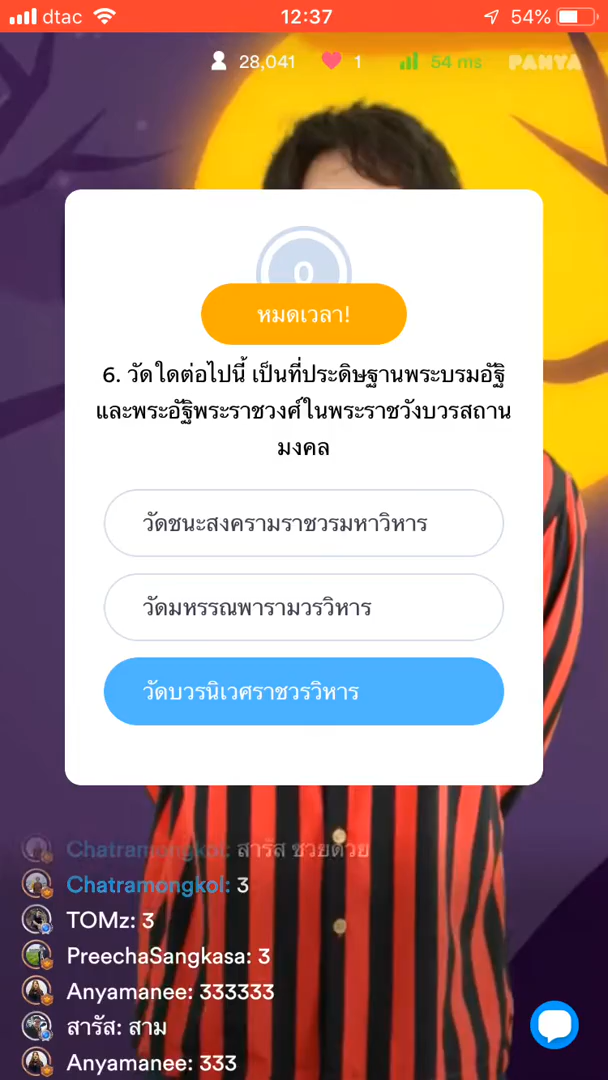 dtac 12:37 54%
28,041 1 54 ms PANYA
0
หมดเวลา!
6. วัดใดต่อไปนี้ เป็นที่ประดิษฐานพระบรมอัฐิ
และพระอัฐิพระราชวงศ์ในพระราชวังบวรสถาน
มงคล
วัดชนะสงครามราชวรมหาวิหาร
วัดมหรรณพารามวรวิหาร
วัดบวรนิเวศราชวรวิหาร
Chatramongkol: สารัส ชวยด้วย
Chatramongkol: 3
TOMz: 3
PreechaSangkasa: 3
Anyamanee: 333333
สารัส: สาม
Anyamanee: 333